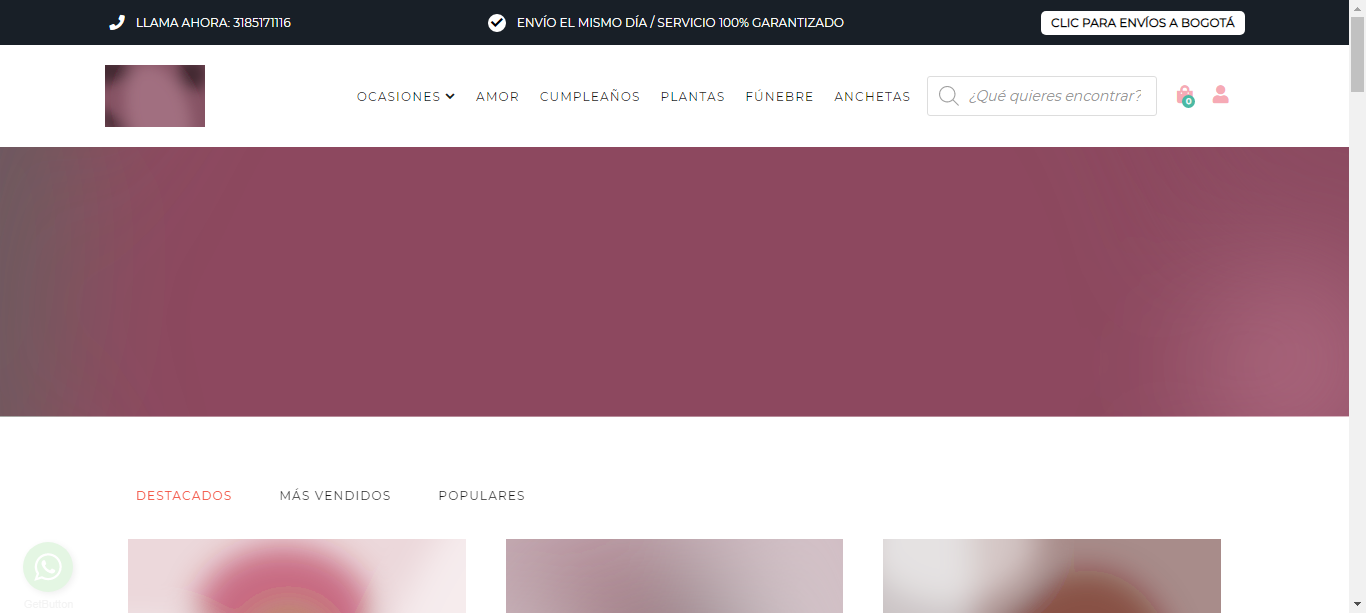 LLAMA AHORA: 3185171116
ENVÍO EL MISMO DÍA / SERVICIO 100% GARANTIZADO
CLIC PARA ENVÍOS A BOGOTÁ
OCASIONES
AMOR
CUMPLEAÑOS
PLANTAS
FÚNEBRE
ANCHETAS
¿Qué quieres encontrar?
0
DESTACADOS
MÁS VENDIDOS
POPULARES
GetButton